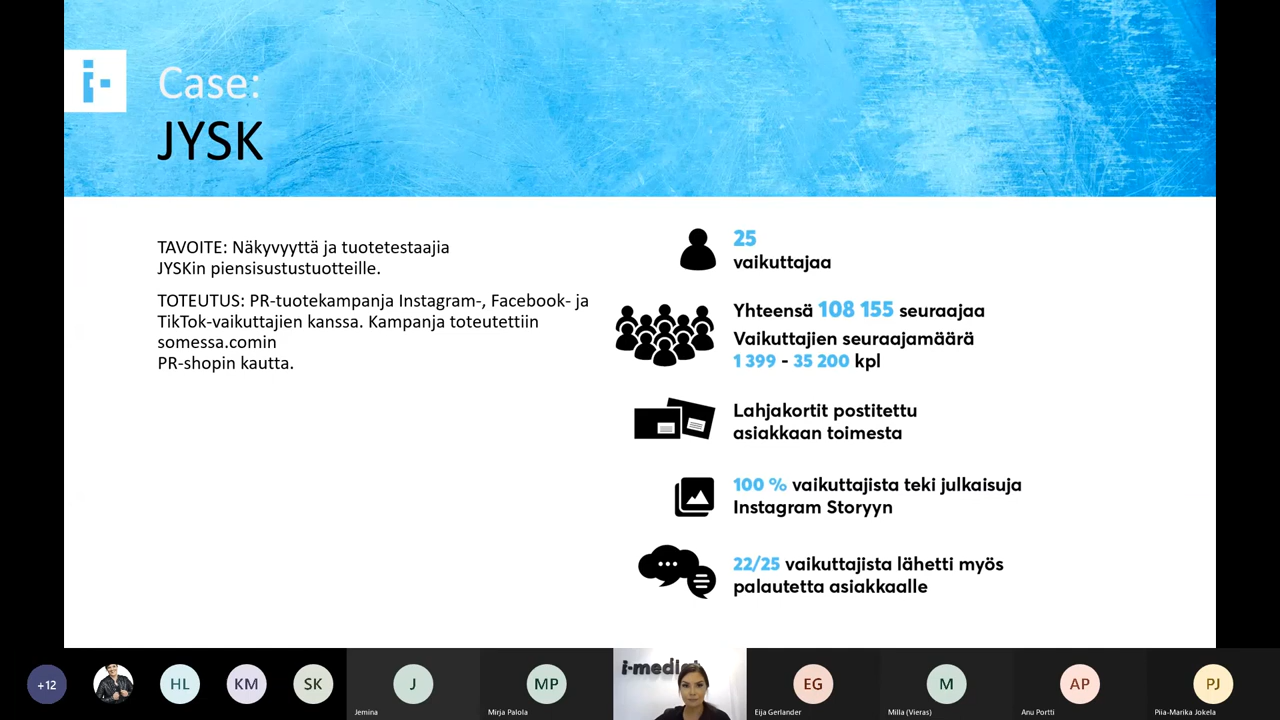 i-
Case:
JYSK
TAVOITE: Näkyvyyttä ja tuotetestaajia
JYSKin piensisustustuotteille.
TOTEUTUS: PR-tuotekampanja Instagram-, Facebook- ja
TikTok-vaikuttajien kanssa. Kampanja toteutettiin
somessa.comin
PR-shopin kautta.
25
vaikuttajaa
Yhteensä 108 155 seuraajaa
Vaikuttajien seuraajamäärä
1 399 - 35 200 kpl
Lahjakortit postitettu
asiakkaan toimesta
100 % vaikuttajista teki julkaisuja
Instagram Storyyn
22/25 vaikuttajista lähetti myös
palautetta asiakkaalle
+12
HL
KM
SK
J
Jemina
MP
Mirja Palola
i-medi
EG
Eija Gerlander
M
Milla (Vieras)
AP
Anu Portti
PJ
Piia-Marika Jokela